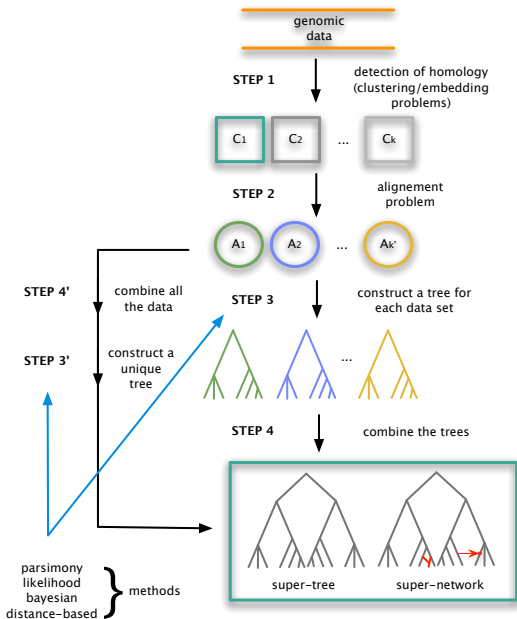 genomic
data
STEP 1
detection of homology
(clustering/embedding
problems)
C1
C2
...
Ck
STEP 2
alignement
problem
A1
A2
...
Ak'
STEP 4'
combine all
the data
STEP 3
construct a tree for
each data set
STEP 3'
construct a
unique
tree
...
STEP 4
combine the trees
super-tree
super-network
parsimony
likelihood
bayesian
distance-based
} methods